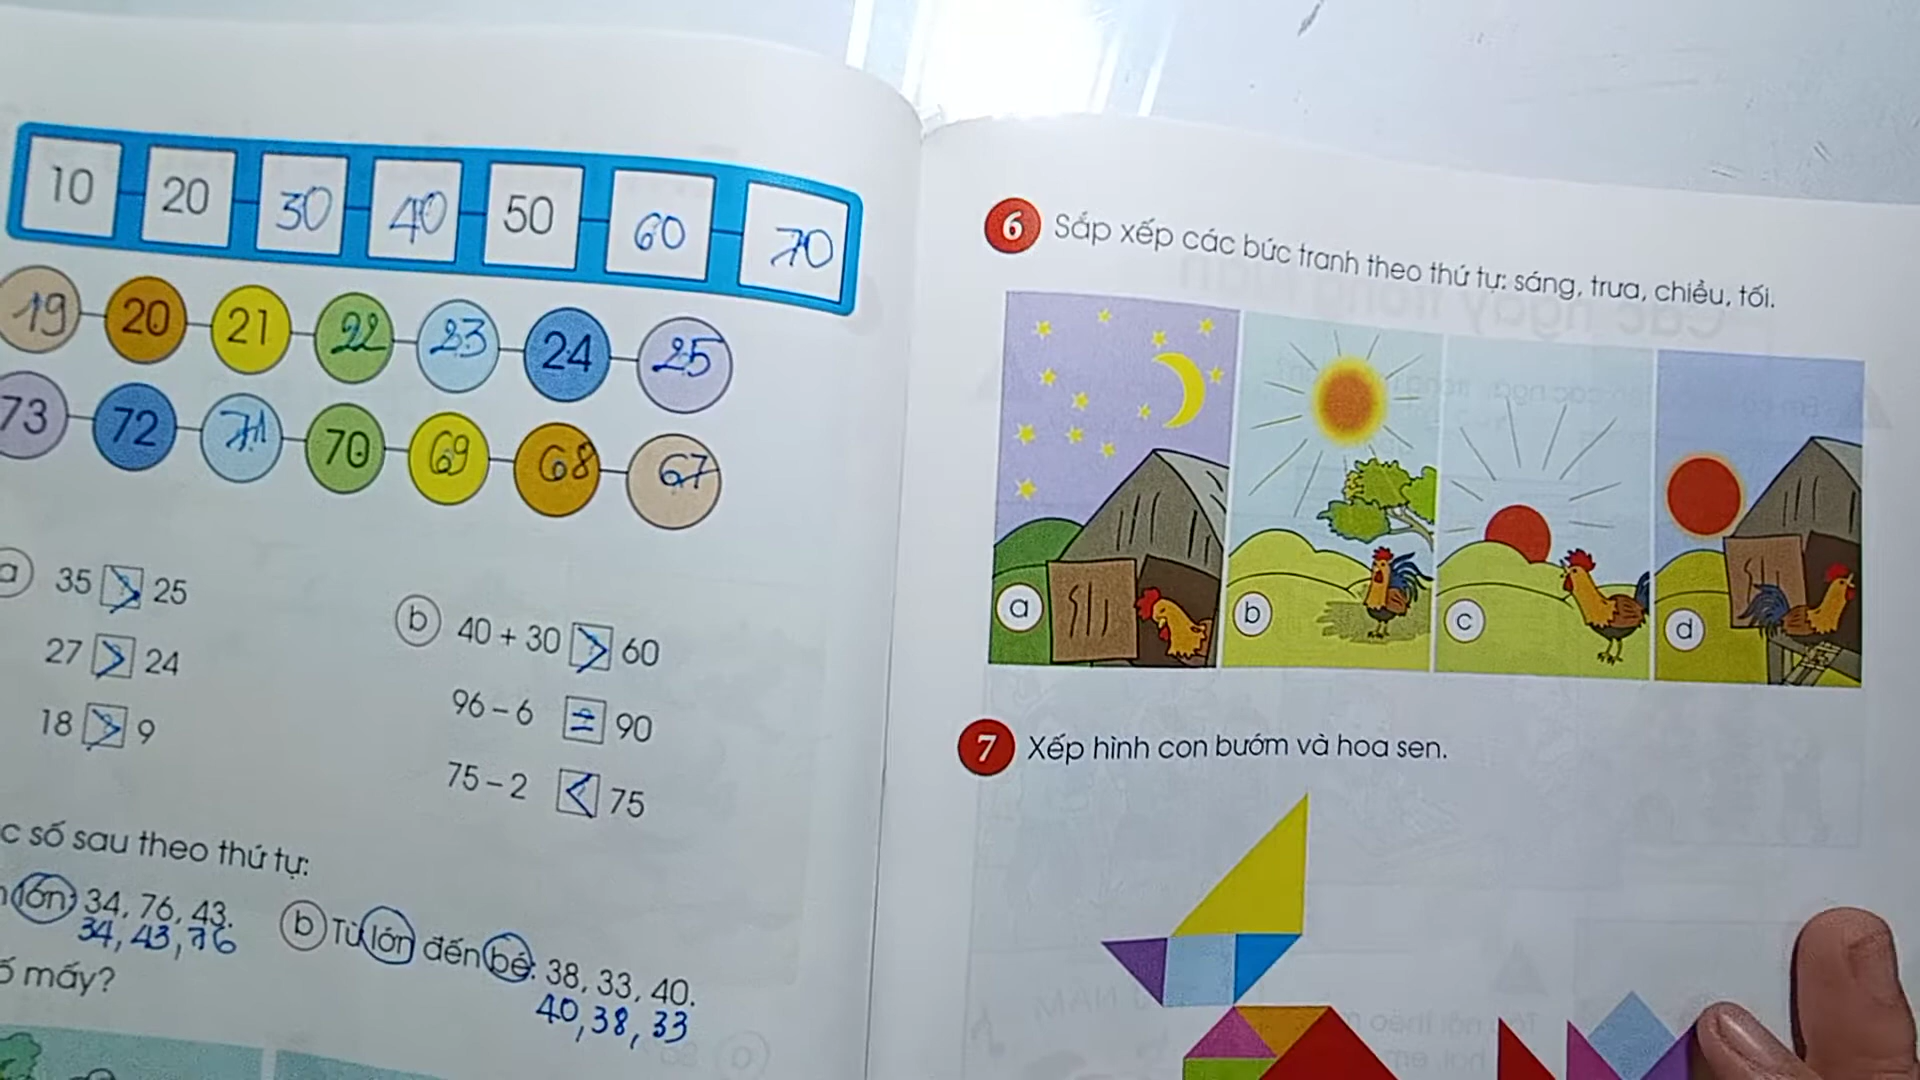 10 20 30 40 50 60 70
19 20 21 22 23 24 25
73 72 71 70 69 68 67
a 35 > 25
27 > 24
18 > 9
b 40 + 30 > 60
96 – 6 = 90
75 – 2 < 75
số sau theo thứ tự:
lớn: 34, 76, 43.
34, 43, 76
b Từ lớn đến bé: 38, 33, 40.
40, 38, 33
mấy?
6 Sắp xếp các bức tranh theo thứ tự: sáng, trưa, chiều, tối.
a b c d
7 Xếp hình con bướm và hoa sen.